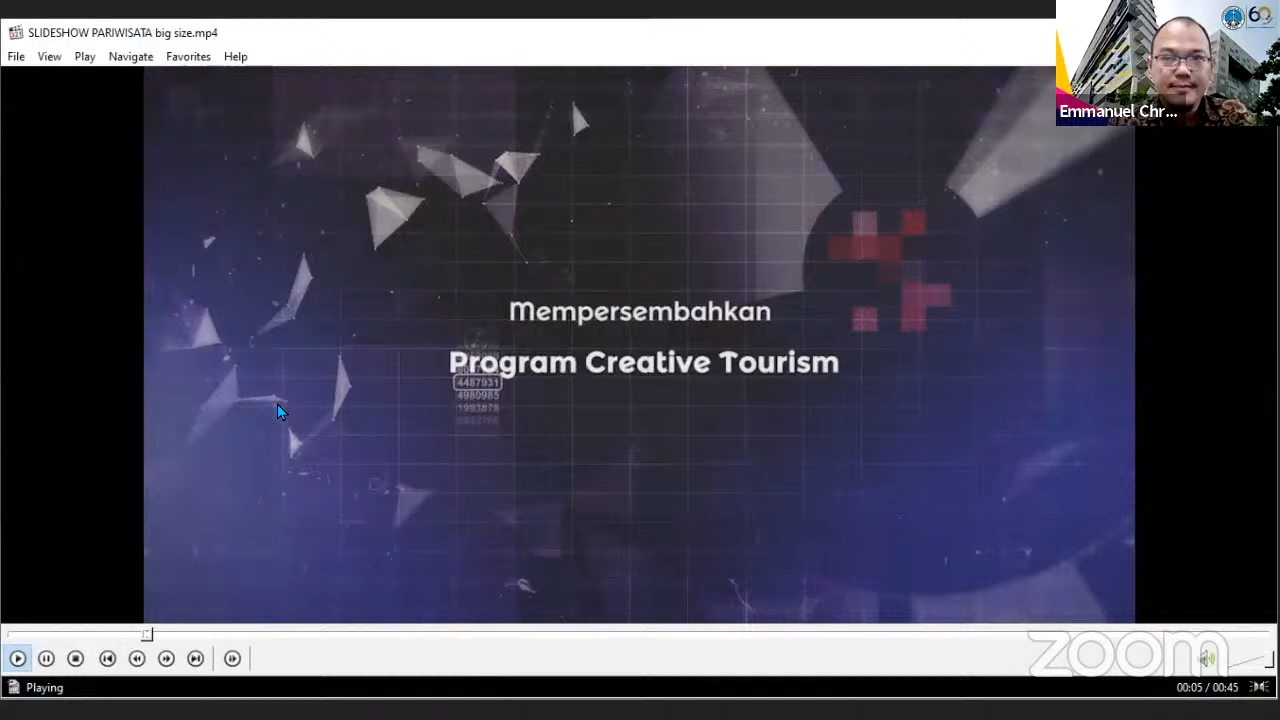 SLIDESHOW PARIWISATA big size.mp4
File View Play Navigate Favorites Help
60
Emmanuel Chr...
Mempersembahkan
Program Creative Tourism
4487931
4980985
1993878
zoom
Playing
00:05 / 00:45